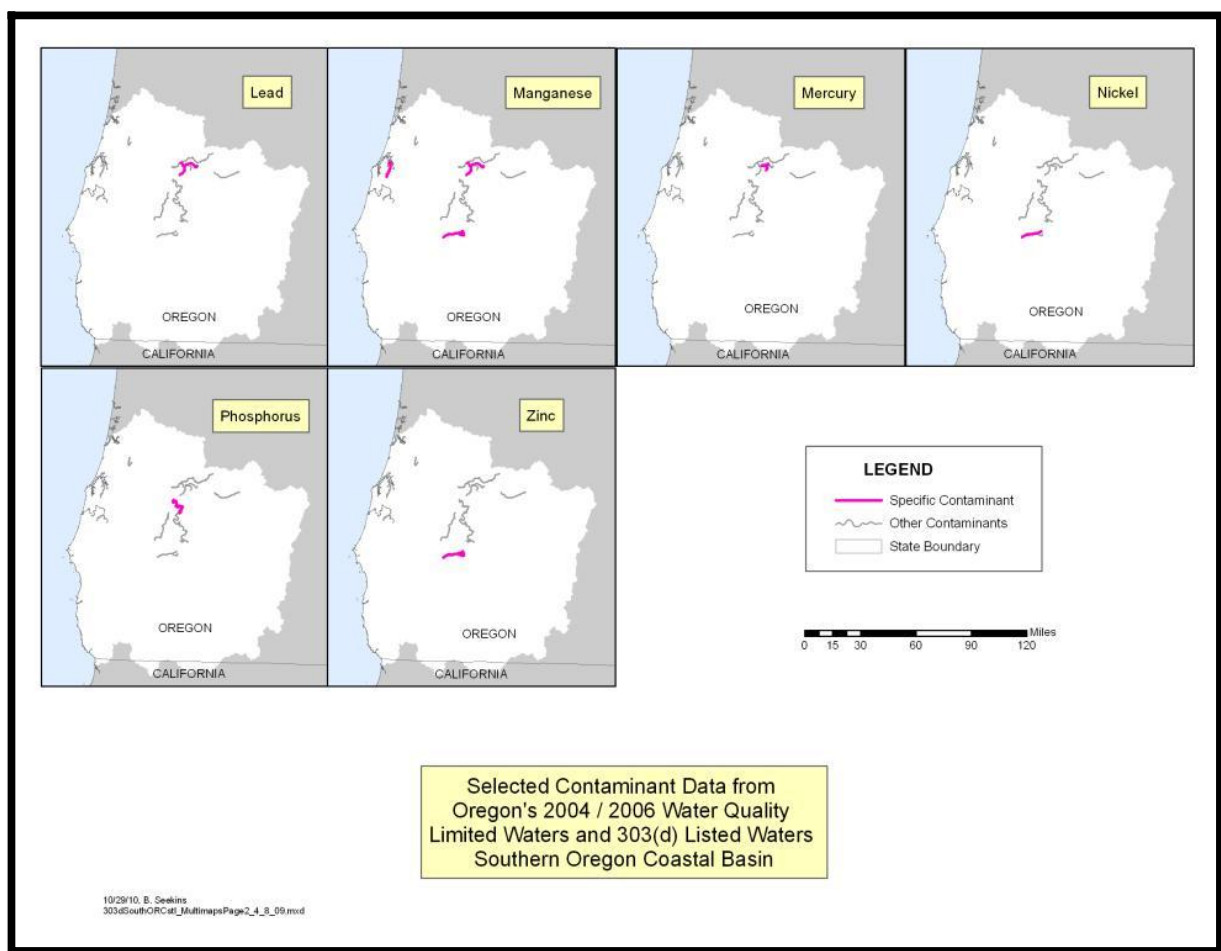 Lead
OREGON
CALIFORNIA
Manganese
OREGON
CALIFORNIA
Mercury
OREGON
CALIFORNIA
Nickel
OREGON
CALIFORNIA
Phosphorus
OREGON
CALIFORNIA
Zinc
OREGON
CALIFORNIA
LEGEND
Specific Contaminant
Other Contaminants
State Boundary
Miles
0 15 30 60 90 120
Selected Contaminant Data from
Oregon's 2004 / 2006 Water Quality
Limited Waters and 303(d) Listed Waters
Southern Oregon Coastal Basin
10/29/10, B. Seekins
303dSouthORCstl_MultimapsPage2_4_8_09.mxd